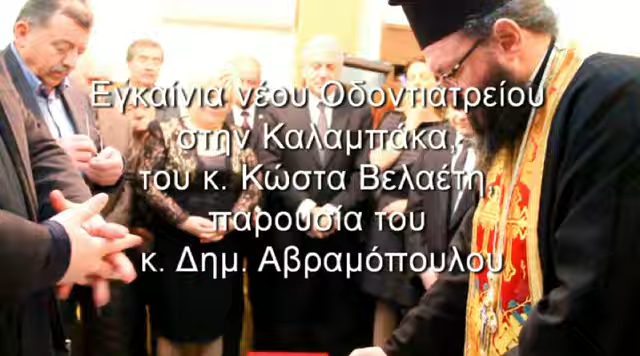 Εγκαίνια νέου Οδοντιατρείου
στην Καλαμπάκα,
του κ. Κώστα Βελαέτη,
παρουσία του
κ. Δημ. Αβραμόπουλου